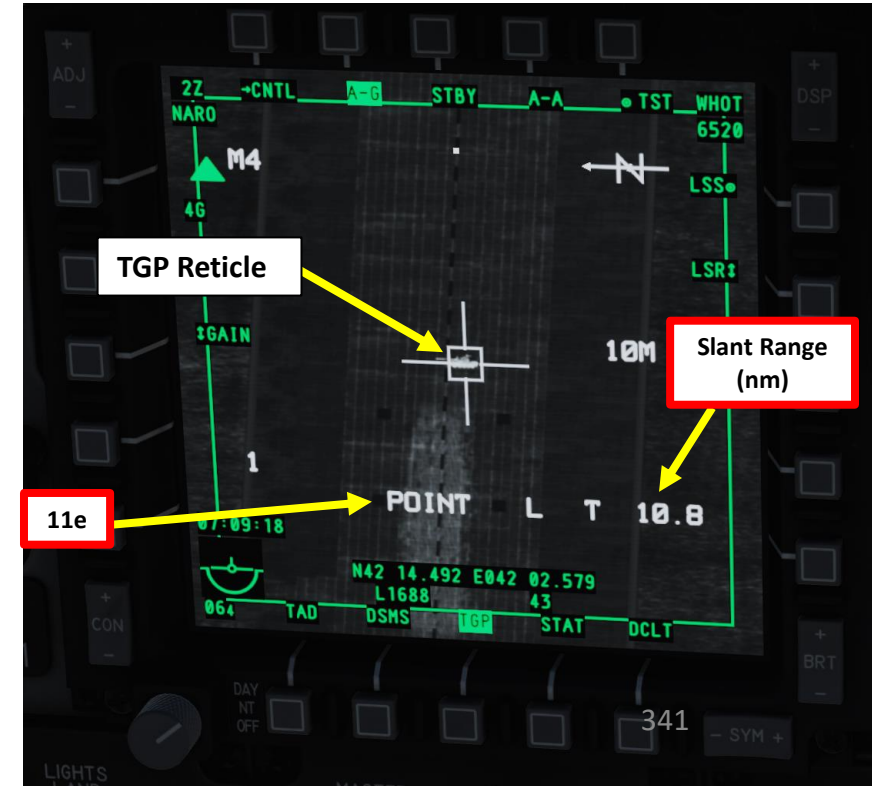 +
ADJ
-
+
DSP
-
2Z →CNTL A-G STBY A-A ● TST WHOT
NARO 6520
M4 N
LSS●
4G
TGP Reticle
LSR↕
↕GAIN
10M
Slant Range
(nm)
1
POINT L T 10.8
11e
07:09:18
N42 14.492 E042 02.579
L1688 43
064 TAD DSMS TGP STAT DCLT
+
CON
-
+
BRT
-
DAY
NT
OFF
341
- SYM +
LIGHTS